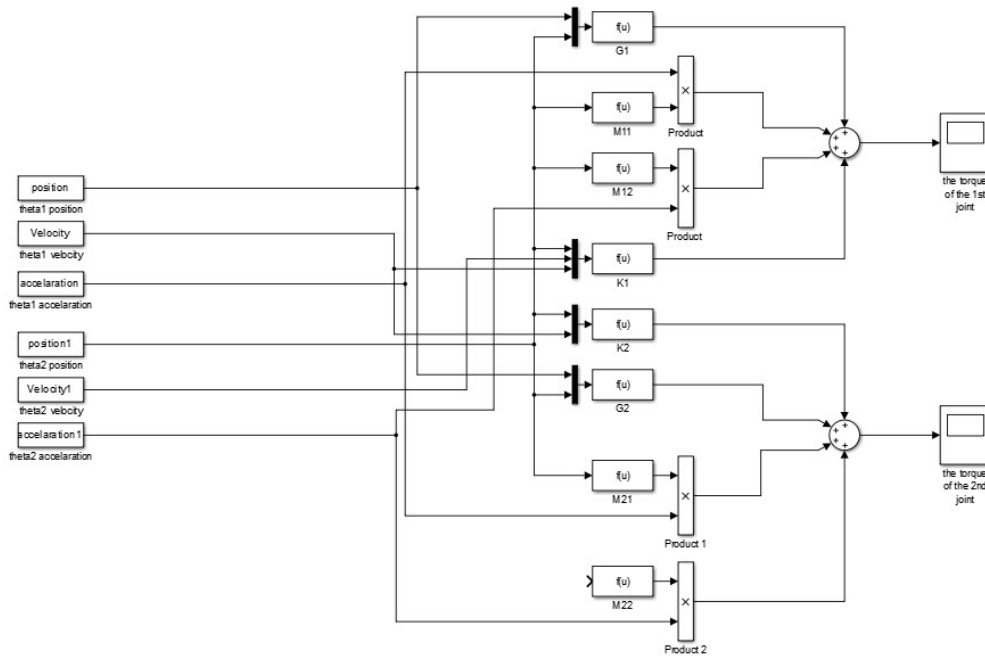 position
theta1 position
Velocity
theta1 velocity
accelaration
theta1 accelaration
position1
theta2 position
Velocity1
theta2 velocity
accelaration1
theta2 accelaration
f(u)
G1
×
Product
f(u)
M11
f(u)
M12
×
Product
f(u)
K1
f(u)
K2
f(u)
G2
f(u)
M21
×
Product 1
f(u)
M22
×
Product 2
+
+
+
+
the torque
of the 1st
joint
+
+
+
+
the torque
of the 2nd
joint